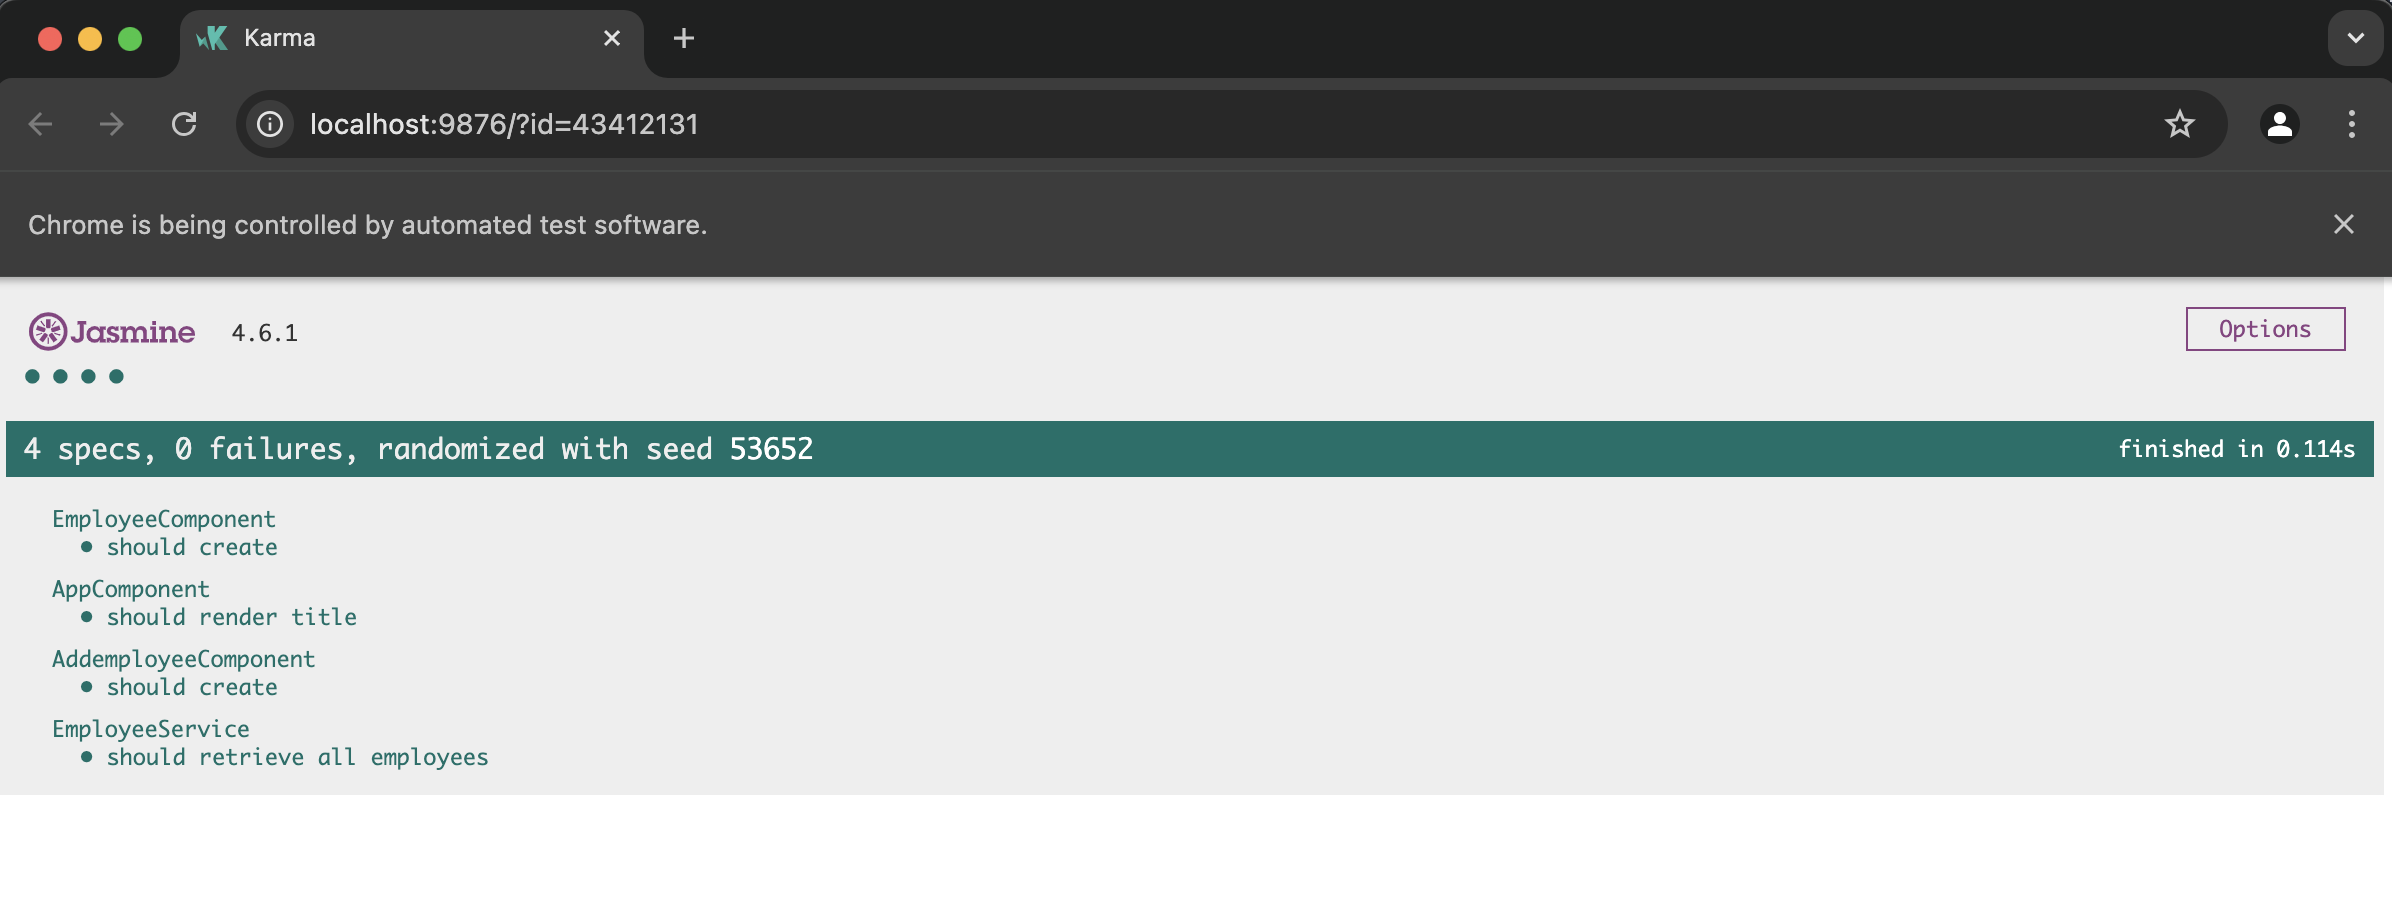 Karma
localhost:9876/?id=43412131
Chrome is being controlled by automated test software.
Jasmine 4.6.1 Options
4 specs, 0 failures, randomized with seed 53652 finished in 0.114s
EmployeeComponent
• should create
AppComponent
• should render title
AddemployeeComponent
• should create
EmployeeService
• should retrieve all employees